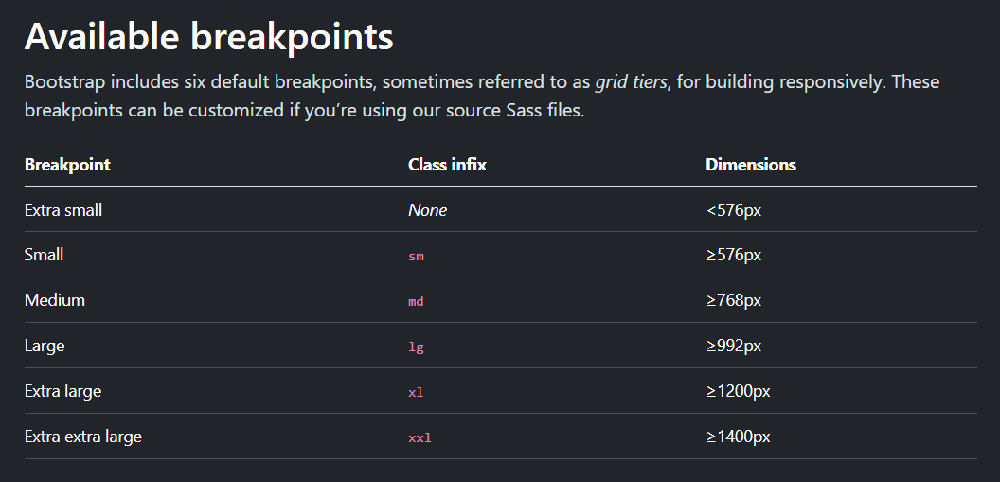 Available breakpoints
Bootstrap includes six default breakpoints, sometimes referred to as grid tiers, for building responsively. These
breakpoints can be customized if you’re using our source Sass files.
Breakpoint Class infix Dimensions
Extra small None <576px
Small sm ≥576px
Medium md ≥768px
Large lg ≥992px
Extra large xl ≥1200px
Extra extra large xxl ≥1400px